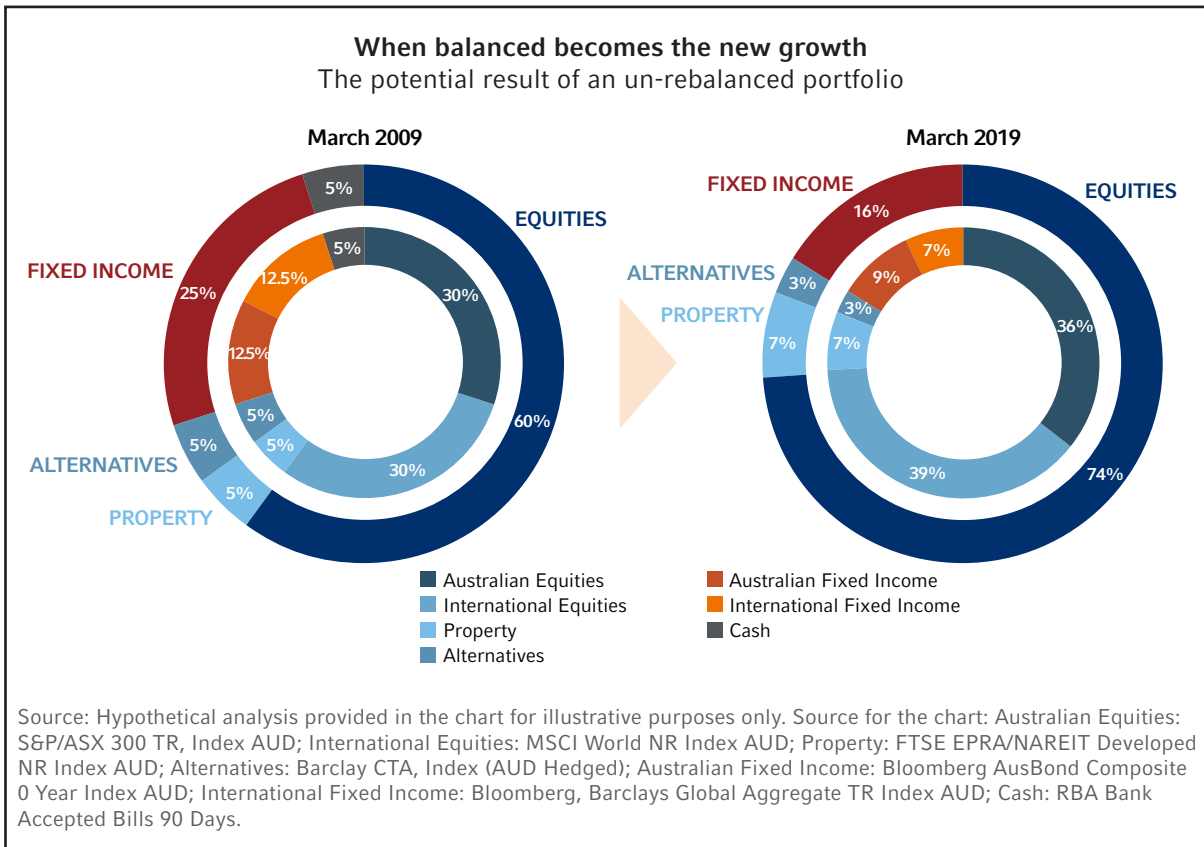 When balanced becomes the new growth
The potential result of an un-rebalanced portfolio
March 2009
5%
EQUITIES
5%
FIXED INCOME
12.5%
25%
30%
12.5%
5%
60%
5%
5%
30%
ALTERNATIVES
5%
PROPERTY
March 2019
FIXED INCOME
EQUITIES
16%
7%
ALTERNATIVES
9%
3%
3%
PROPERTY
36%
7%
7%
39%
74%
Australian Equities
International Equities
Property
Alternatives
Australian Fixed Income
International Fixed Income
Cash
Source: Hypothetical analysis provided in the chart for illustrative purposes only. Source for the chart: Australian Equities:
S&P/ASX 300 TR, Index AUD; International Equities: MSCI World NR Index AUD; Property: FTSE EPRA/NAREIT Developed
NR Index AUD; Alternatives: Barclay CTA, Index (AUD Hedged); Australian Fixed Income: Bloomberg AusBond Composite
0 Year Index AUD; International Fixed Income: Bloomberg, Barclays Global Aggregate TR Index AUD; Cash: RBA Bank
Accepted Bills 90 Days.